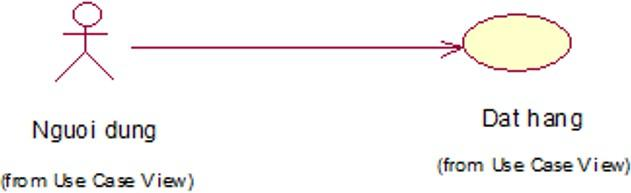 Nguoi dung
(from Use Case View)
Dat hang
(from Use Case View)